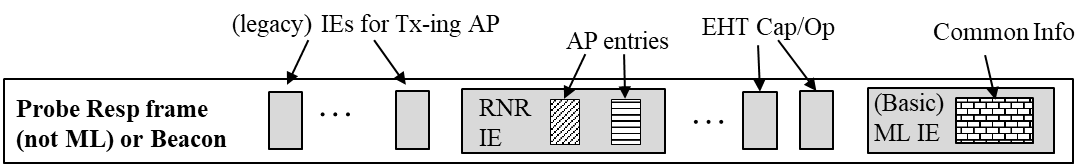 (legacy) IEs for Tx-ing AP
AP entries
EHT Cap/Op
Common Info
Probe Resp frame
(not ML) or Beacon
...
RNR
IE
...
(Basic)
ML IE